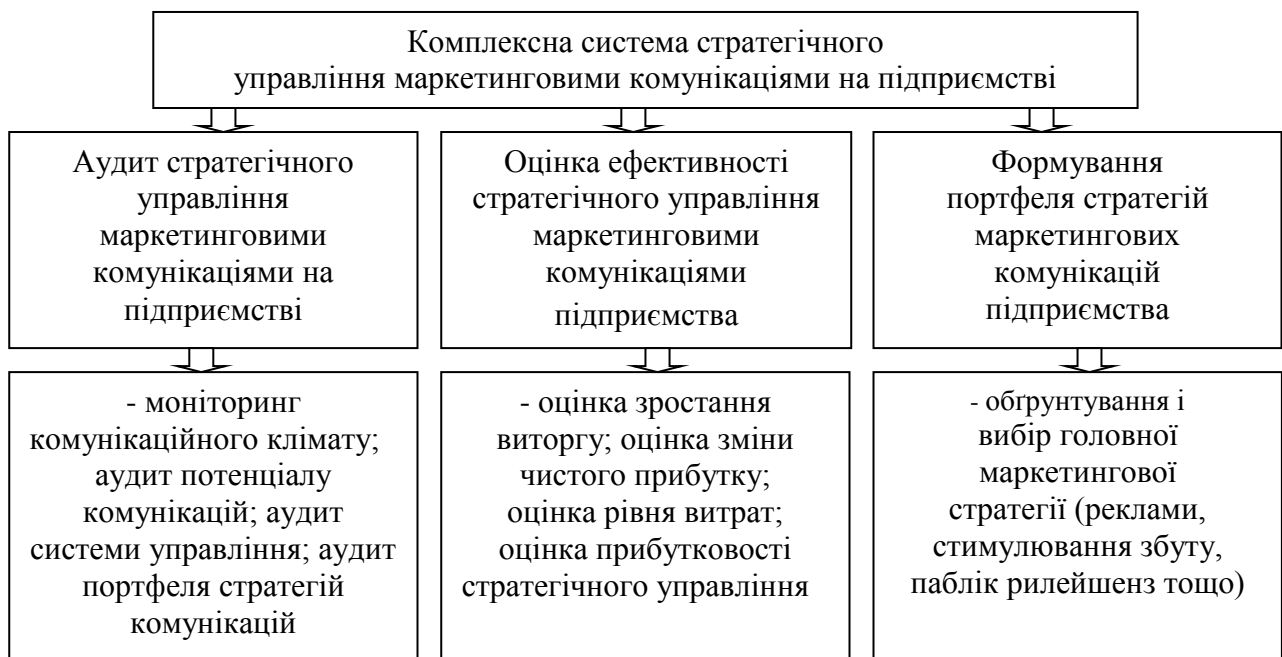 Комплексна система стратегічного
управління маркетинговими комунікаціями на підприємстві
Аудит стратегічного
управління
маркетинговими
комунікаціями на
підприємстві
Оцінка ефективності
стратегічного управління
маркетинговими
комунікаціями
підприємства
Формування
портфеля стратегій
маркетингових
комунікацій
підприємства
- моніторинг
комунікаційного клімату;
аудит потенціалу
комунікацій; аудит
системи управління; аудит
портфеля стратегій
комунікацій
- оцінка зростання
виторгу; оцінка зміни
чистого прибутку;
оцінка рівня витрат;
оцінка прибутковості
стратегічного управління
- обґрунтування і
вибір головної
маркетингової
стратегії (реклами,
стимулювання збуту,
паблік рилейшенз тощо)